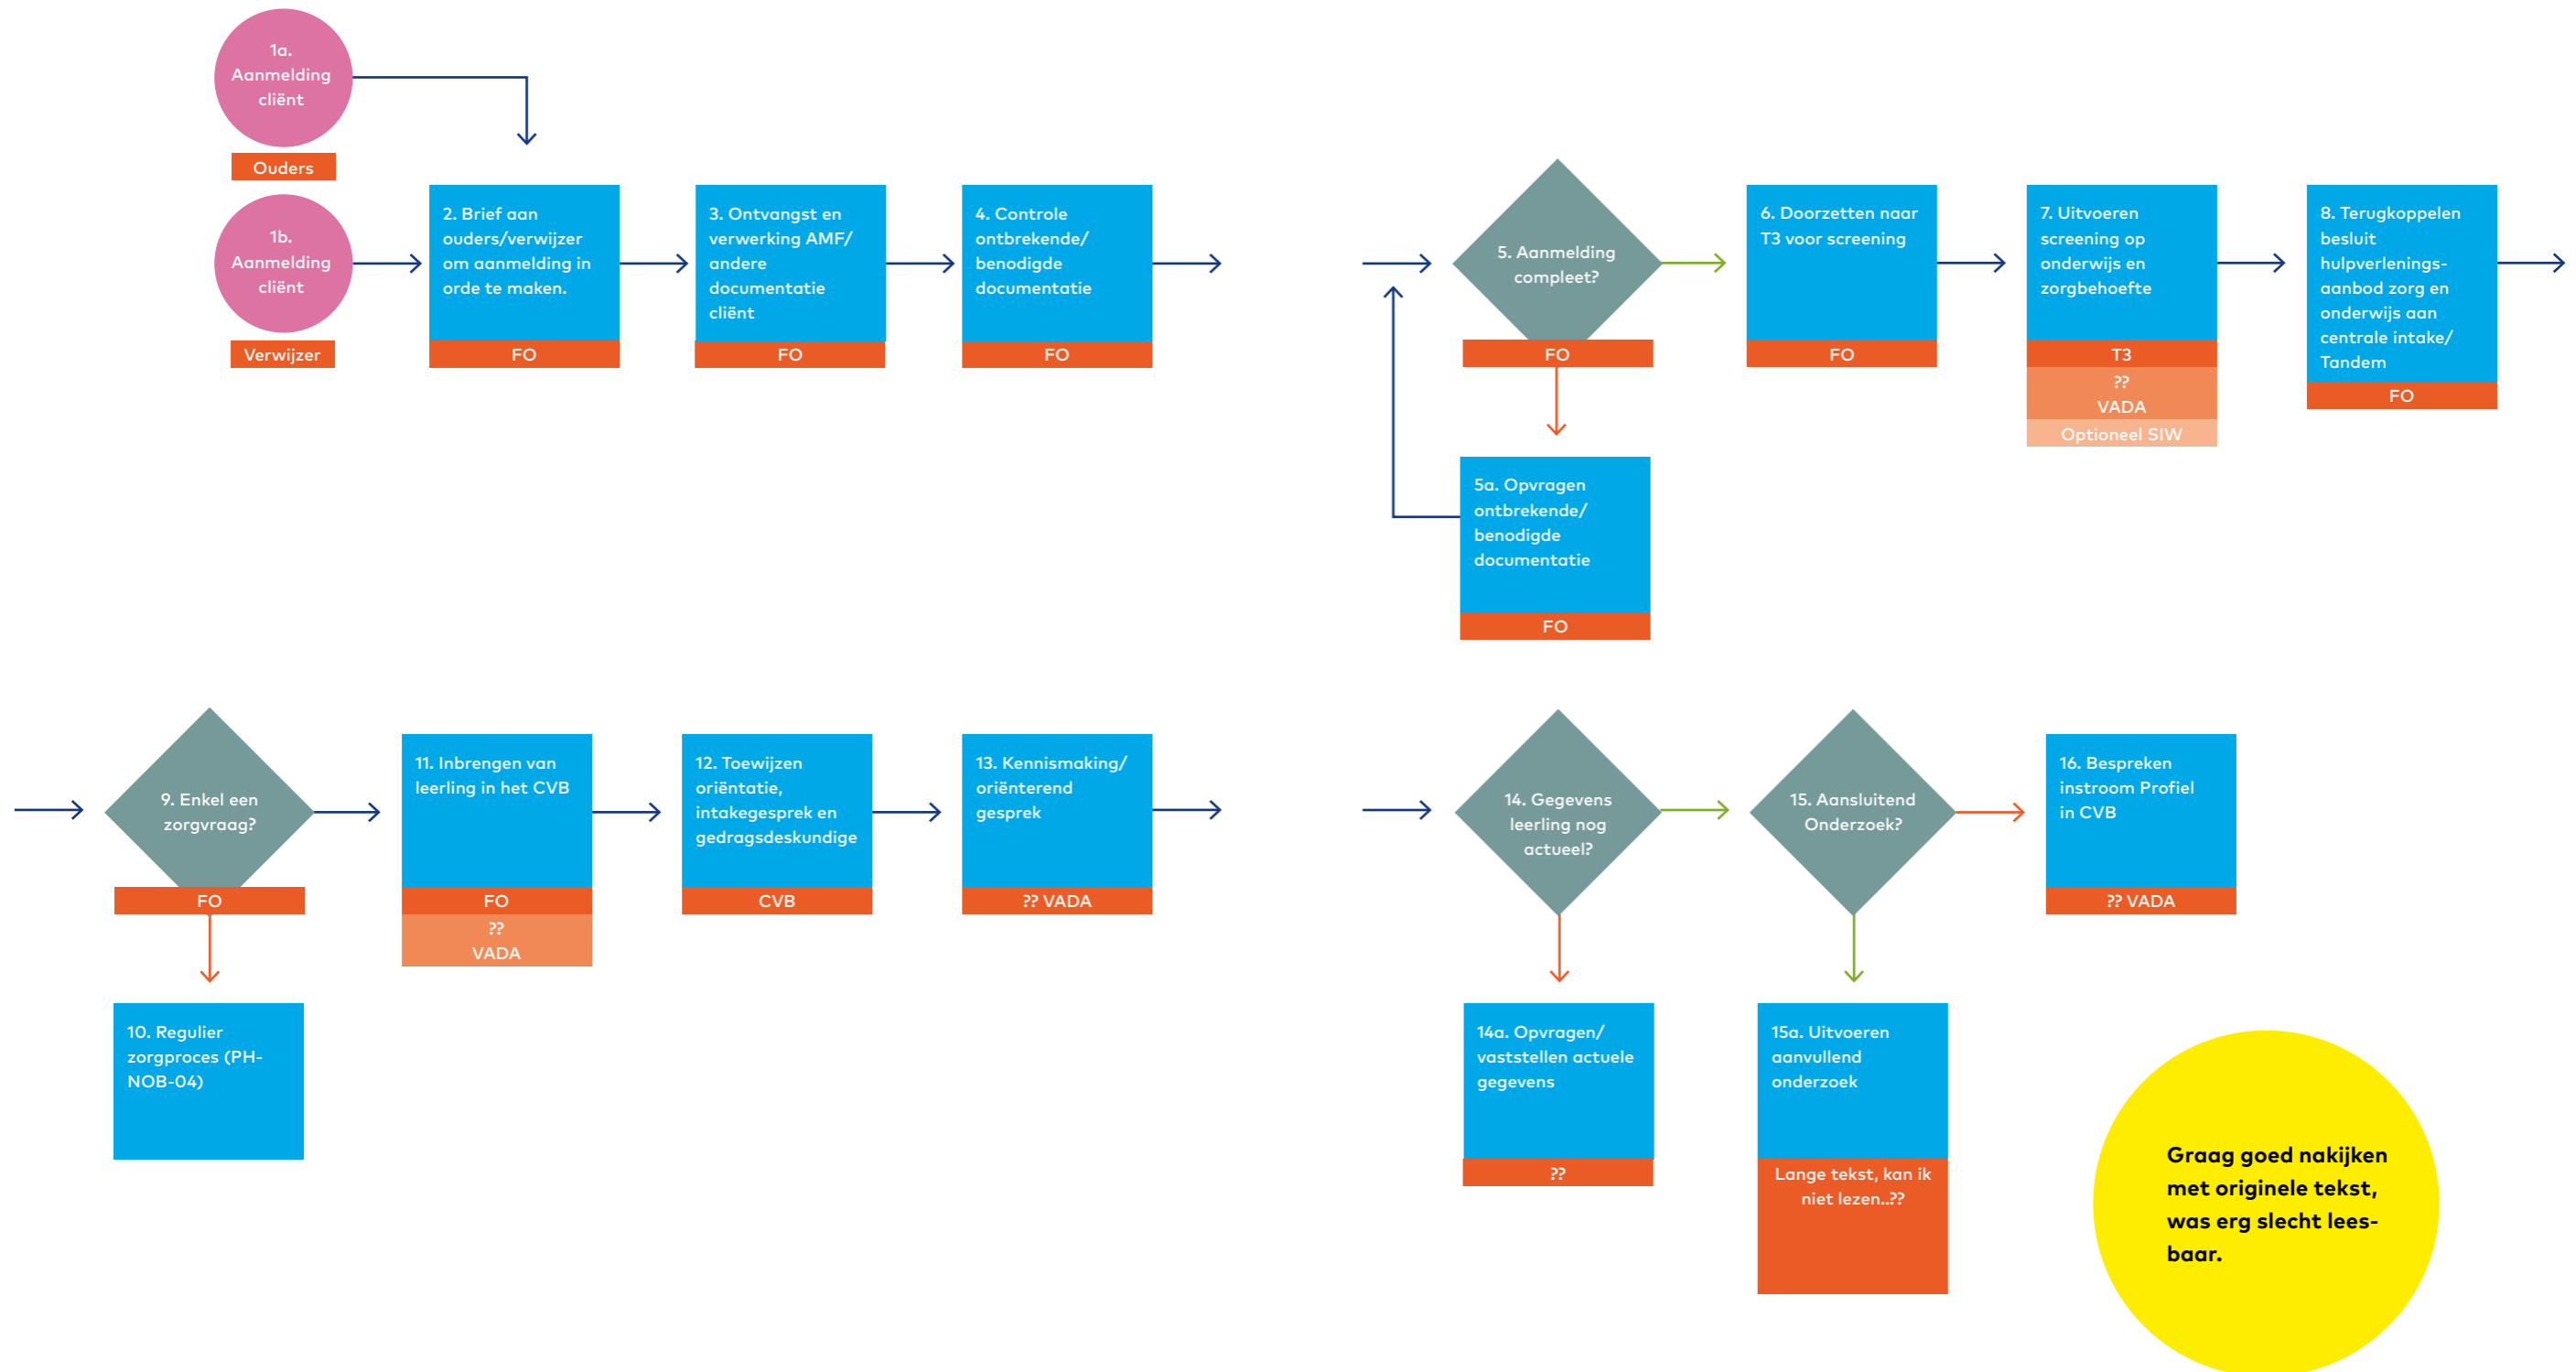 1a.
Aanmelding
cliënt
Ouders
1b.
Aanmelding
cliënt
Verwijzer
2. Brief aan
ouders/verwijzer
om aanmelding in
orde te maken.
FO
3. Ontvangst en
verwerking AMF/
andere
documentatie
cliënt
FO
4. Controle
ontbrekende/
benodigde
documentatie
FO
5. Aanmelding
compleet?
FO
5a. Opvragen
ontbrekende/
benodigde
documentatie
FO
6. Doorzetten naar
T3 voor screening
FO
7. Uitvoeren
screening op
onderwijs en
zorgbehoefte
T3
??
VADA
Optioneel SIW
8. Terugkoppelen
besluit
hulpverlenings-
aanbod zorg en
onderwijs aan
centrale intake/
Tandem
FO
9. Enkel een
zorgvraag?
FO
10. Regulier
zorgproces (PH-
NOB-04)
11. Inbrengen van
leerling in het CVB
FO
??
VADA
12. Toewijzen
oriëntatie,
intakegesprek en
gedragsdeskundige
CVB
13. Kennismaking/
oriënterend
gesprek
?? VADA
14. Gegevens
leerling nog
actueel?
14a. Opvragen/
vaststellen actuele
gegevens
??
15. Aansluitend
Onderzoek?
15a. Uitvoeren
aanvullend
onderzoek
Lange tekst, kan ik
niet lezen..??
16. Bespreken
instroom Profiel
in CVB
?? VADA
Graag goed nakijken
met originele tekst,
was erg slecht lees-
baar.